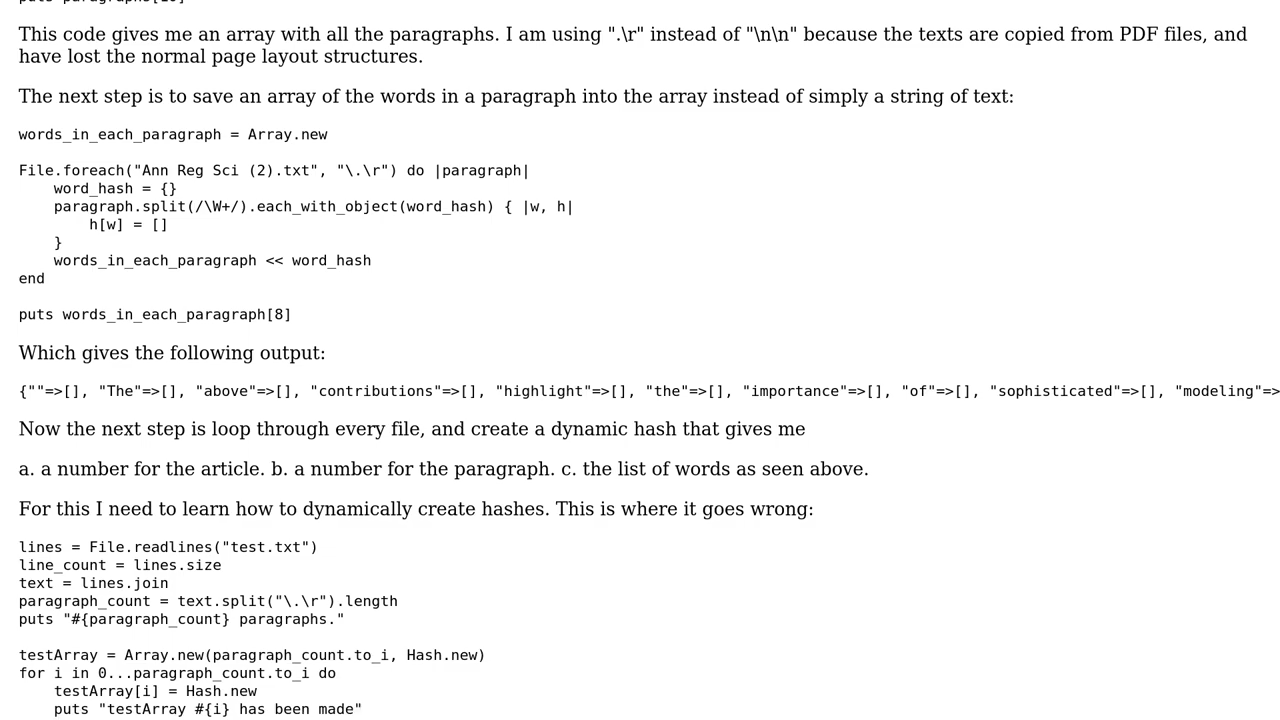 This code gives me an array with all the paragraphs. I am using ".\r" instead of "\n\n" because the texts are copied from PDF files, and
have lost the normal page layout structures.
The next step is to save an array of the words in a paragraph into the array instead of simply a string of text:
words_in_each_paragraph = Array.new
File.foreach("Ann Reg Sci (2).txt", "\.\r") do |paragraph|
    word_hash = {}
    paragraph.split(/\W+/).each_with_object(word_hash) { |w, h|
        h[w] = []
    }
    words_in_each_paragraph << word_hash
end
puts words_in_each_paragraph[8]
Which gives the following output:
{""=>[], "The"=>[], "above"=>[], "contributions"=>[], "highlight"=>[], "the"=>[], "importance"=>[], "of"=>[], "sophisticated"=>[], "modeling"=>
Now the next step is loop through every file, and create a dynamic hash that gives me
a. a number for the article. b. a number for the paragraph. c. the list of words as seen above.
For this I need to learn how to dynamically create hashes. This is where it goes wrong:
lines = File.readlines("test.txt")
line_count = lines.size
text = lines.join
paragraph_count = text.split("\.\r").length
puts "#{paragraph_count} paragraphs."
testArray = Array.new(paragraph_count.to_i, Hash.new)
for i in 0...paragraph_count.to_i do
    testArray[i] = Hash.new
    puts "testArray #{i} has been made"